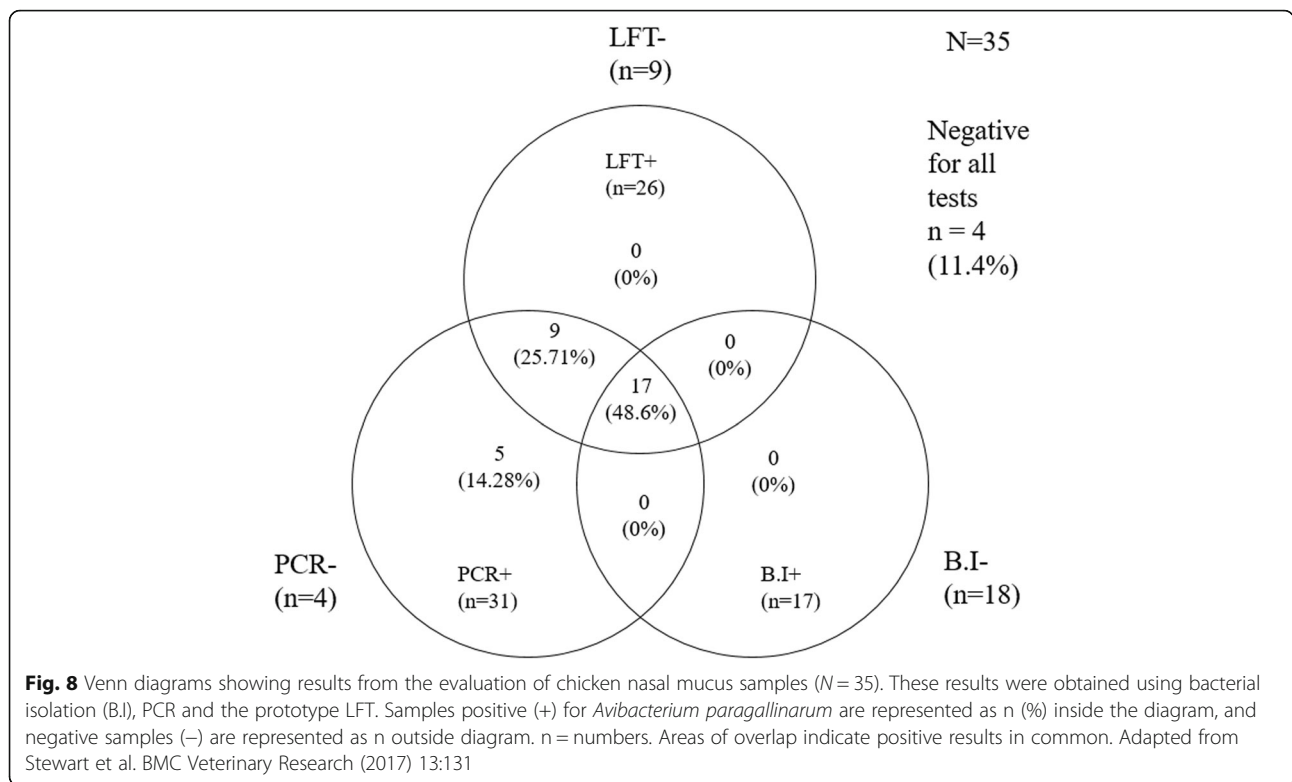 LFT-
(n=9)
N=35
Negative
for all
tests
n = 4
(11.4%)
LFT+
(n=26)
0
(0%)
9
(25.71%)
0
(0%)
17
(48.6%)
5
(14.28%)
0
(0%)
0
(0%)
PCR-
(n=4)
PCR+
(n=31)
B.I+
(n=17)
B.I-
(n=18)
Fig. 8 Venn diagrams showing results from the evaluation of chicken nasal mucus samples (N = 35). These results were obtained using bacterial
isolation (B.I), PCR and the prototype LFT. Samples positive (+) for Avibacterium paragallinarum are represented as n (%) inside the diagram, and
negative samples (−) are represented as n outside diagram. n = numbers. Areas of overlap indicate positive results in common. Adapted from
Stewart et al. BMC Veterinary Research (2017) 13:131